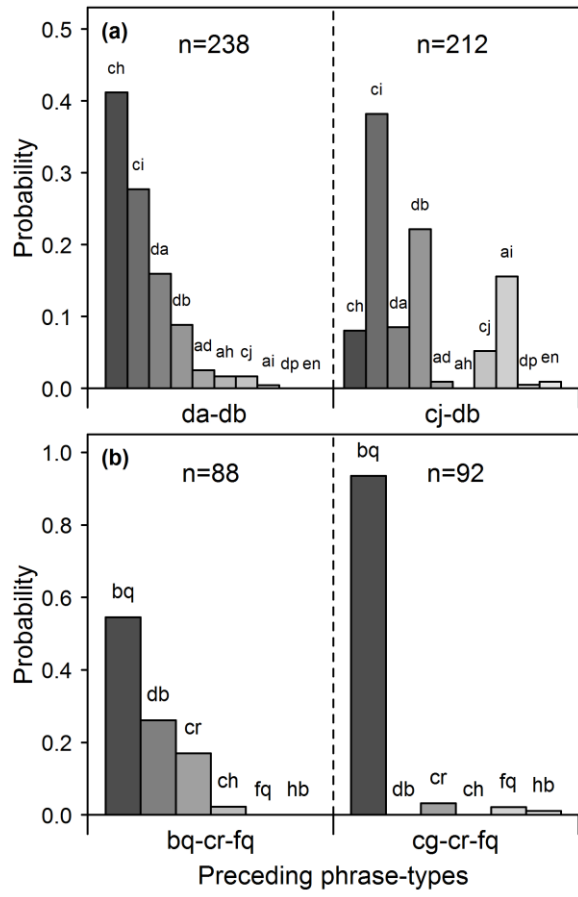 (a)
n=238
n=212
Probability
0.5
0.4
0.3
0.2
0.1
0.0
ch
ci
da
db
ad
ah
cj
ai
dp
en
ch
ci
da
db
ad
ah
cj
ai
dp
en
da-db
cj-db
(b)
n=88
n=92
Probability
1.0
0.8
0.6
0.4
0.2
0.0
bq
db
cr
ch
fq
hb
bq
db
cr
ch
fq
hb
bq-cr-fq
cg-cr-fq
Preceding phrase-types